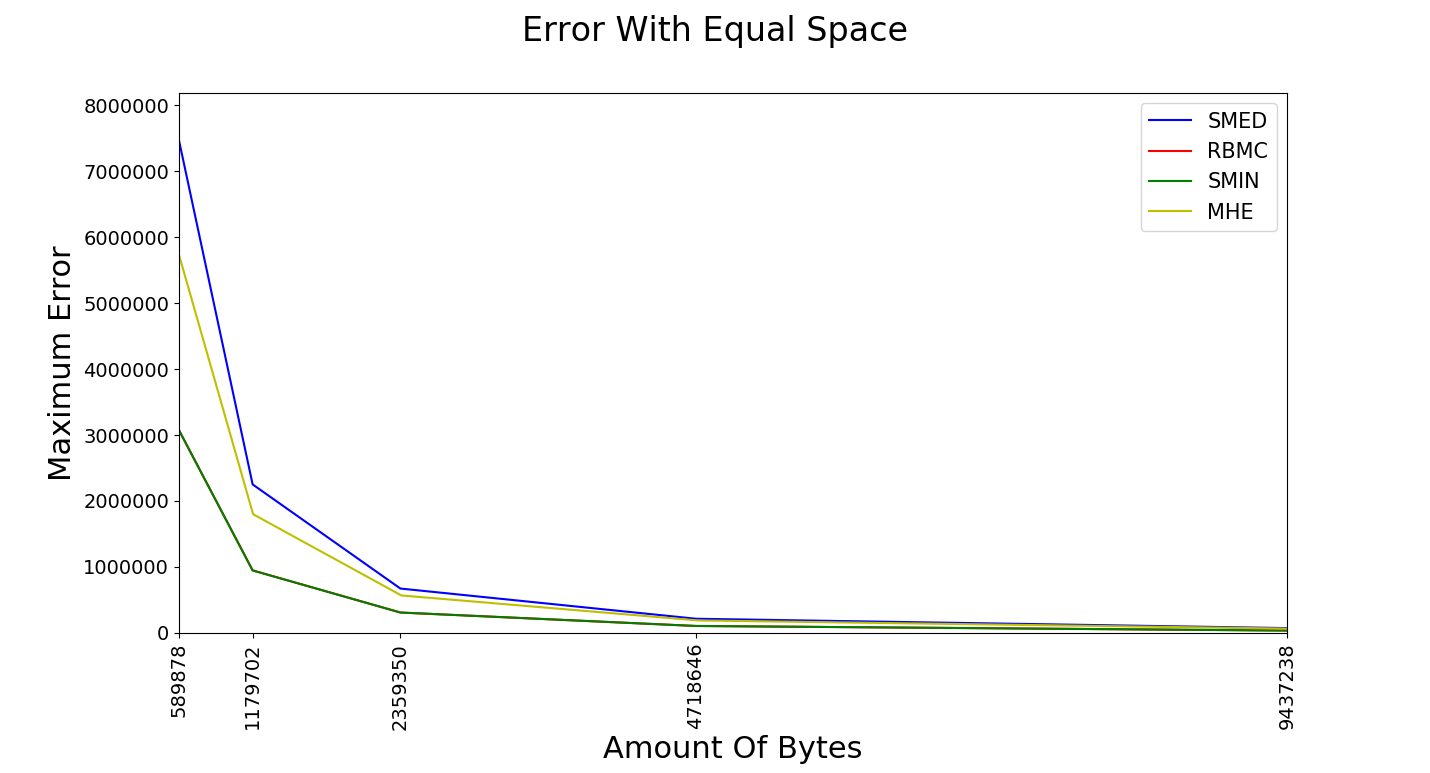 Error With Equal Space
Maximum Error
8000000
7000000
6000000
5000000
4000000
3000000
2000000
1000000
0
SMED
RBMC
SMIN
MHE
589878
1179702
2359350
4718646
9437238
Amount Of Bytes